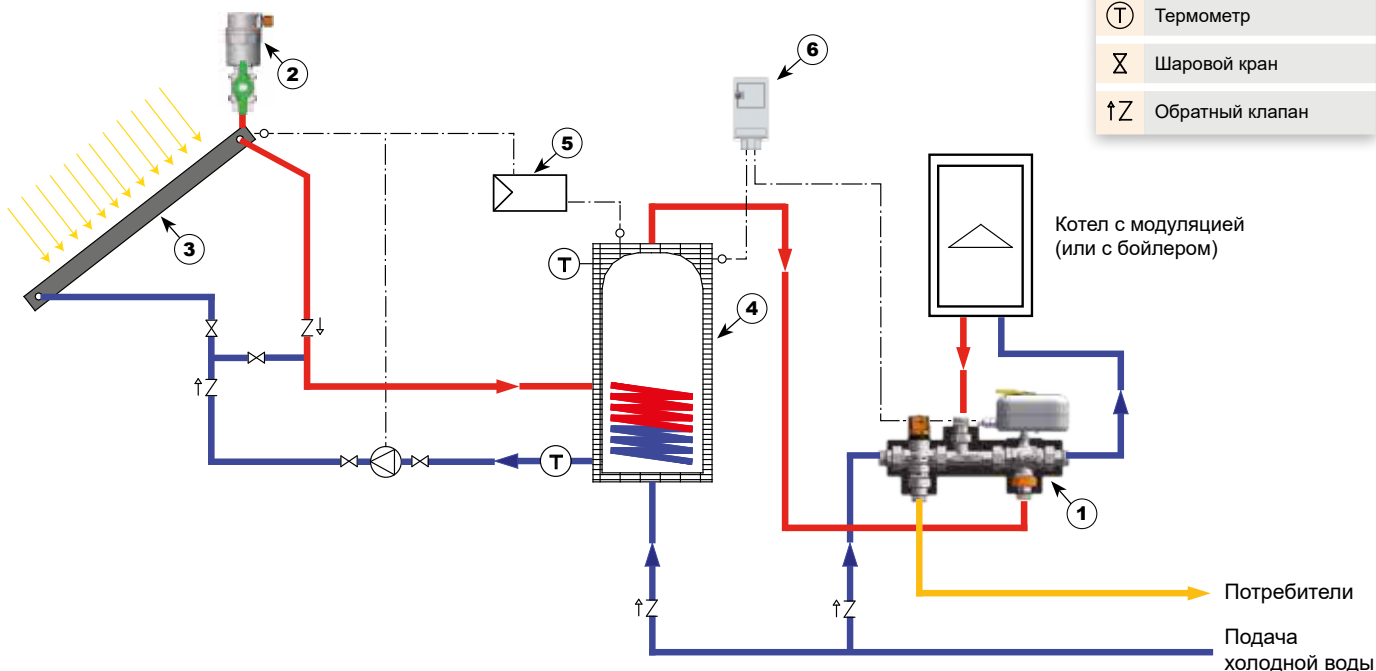 Термометр
Шаровой кран
Обратный клапан
T
2
6
5
3
T
4
Котел с модуляцией
(или с бойлером)
T
1
Потребители
Подача
холодной воды